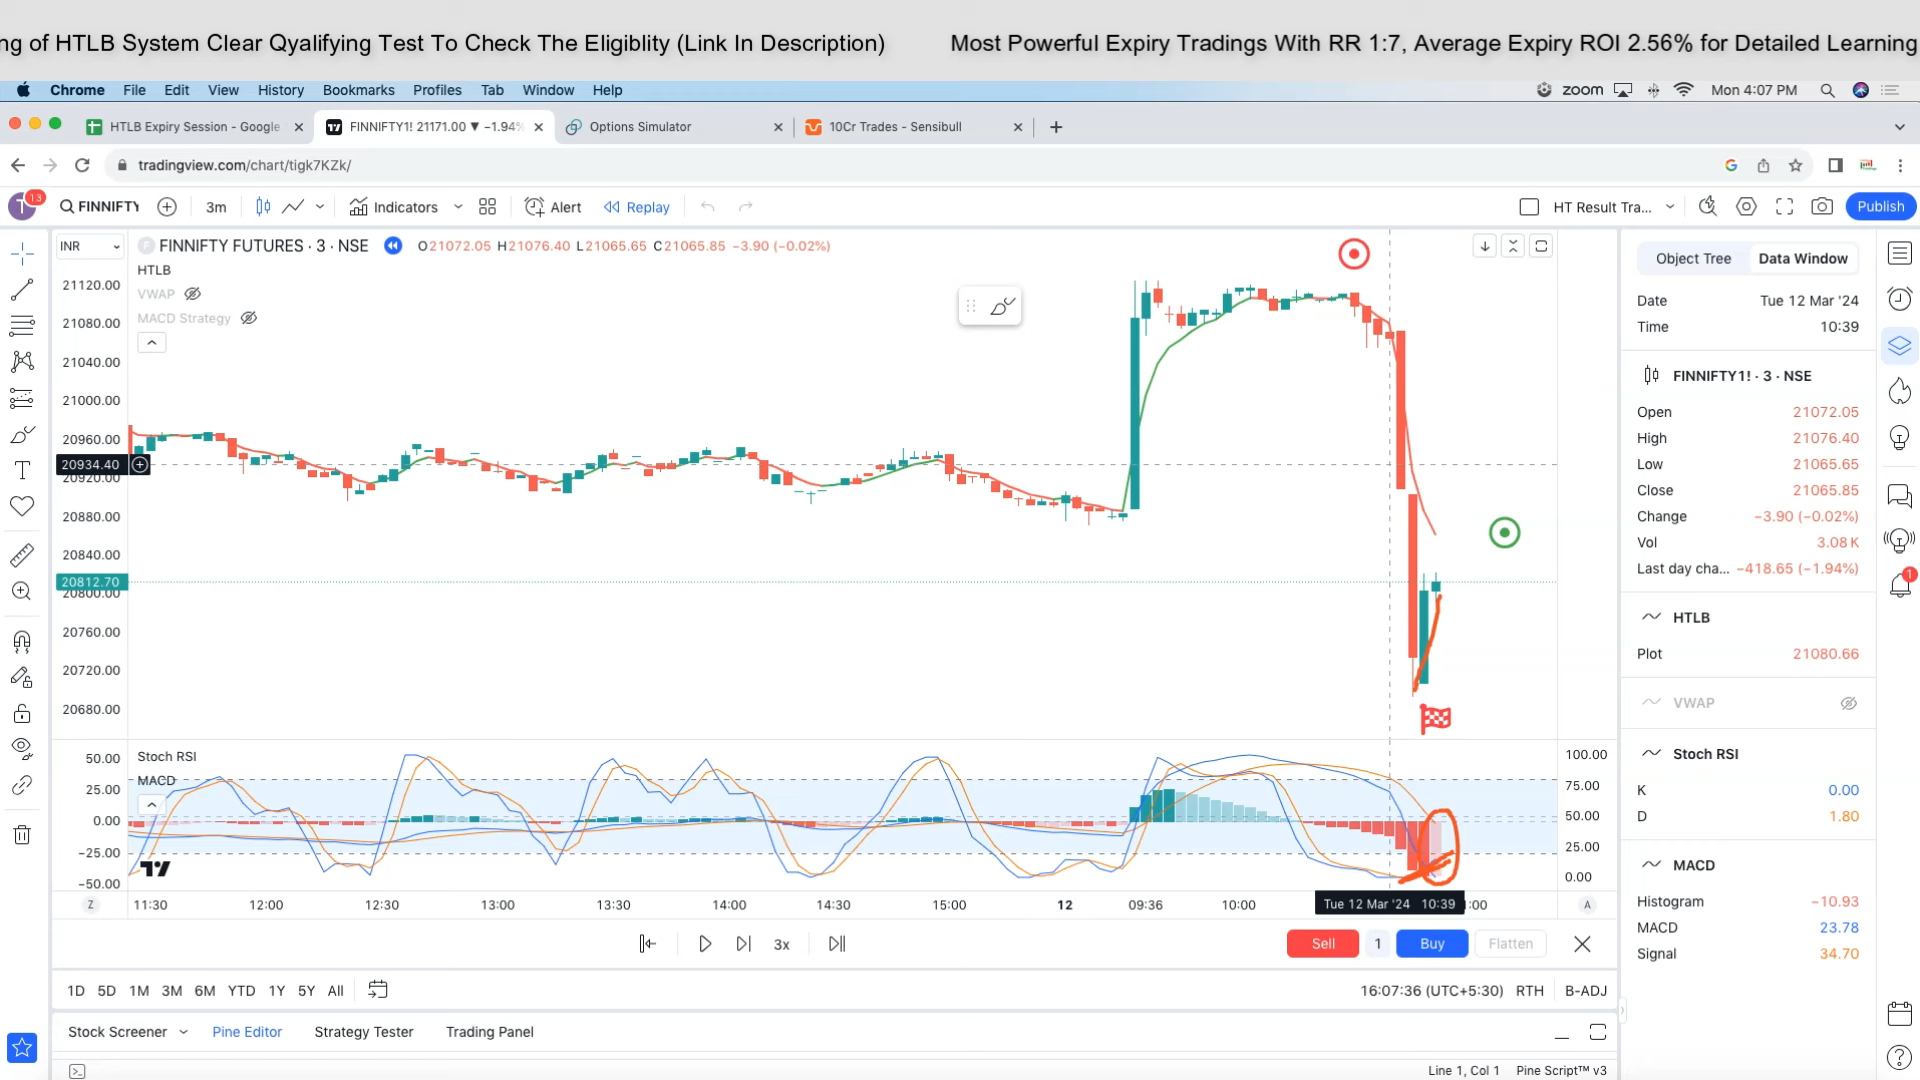 ng of HTLB System Clear Qyalifying Test To Check The Eligiblity (Link In Description) Most Powerful Expiry Tradings With RR 1:7, Average Expiry ROI 2.56% for Detailed Learning
Chrome File Edit View History Bookmarks Profiles Tab Window Help zoom Mon 4:07 PM
HTLB Expiry Session - Google FINNIFTY1! 21171.00 ▼ −1.94% Options Simulator 10Cr Trades - Sensibull
tradingview.com/chart/tigk7KZk/
T 13 FINNIFTY 3m Indicators Alert Replay HT Result Tra... Publish
INR FINNIFTY FUTURES · 3 · NSE O21072.05 H21076.40 L21065.65 C21065.85 −3.90 (−0.02%)
HTLB
VWAP
MACD Strategy
21120.00
21080.00
21040.00
21000.00
20960.00
20934.40
20920.00
20880.00
20840.00
20812.70
20800.00
20760.00
20720.00
20680.00
Stoch RSI
MACD
50.00
25.00
0.00
−25.00
−50.00
100.00
75.00
50.00
25.00
0.00
Z 11:30 12:00 12:30 13:00 13:30 14:00 14:30 15:00 12 09:36 10:00 Tue 12 Mar '24 10:39 :00 A
3x Sell 1 Buy Flatten
1D 5D 1M 3M 6M YTD 1Y 5Y All 16:07:36 (UTC+5:30) RTH B-ADJ
Stock Screener Pine Editor Strategy Tester Trading Panel
Line 1, Col 1 Pine Script™ v3
Object Tree Data Window
Date Tue 12 Mar '24
Time 10:39
FINNIFTY1! · 3 · NSE
Open 21072.05
High 21076.40
Low 21065.65
Close 21065.85
Change −3.90 (−0.02%)
Vol 3.08 K
Last day cha... −418.65 (−1.94%)
HTLB
Plot 21080.66
VWAP
Stoch RSI
K 0.00
D 1.80
MACD
Histogram −10.93
MACD 23.78
Signal 34.70
1